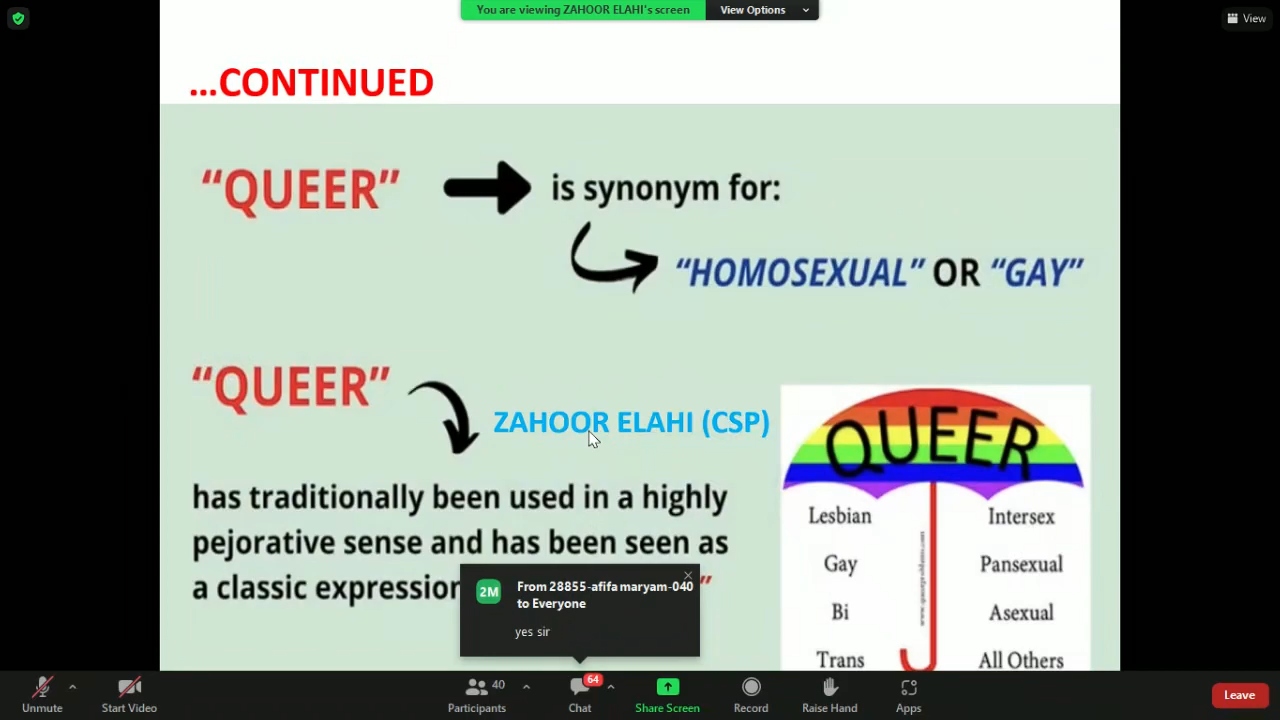 You are viewing ZAHOOR ELAHI's screen
View Options
View
...CONTINUED
“QUEER”
is synonym for:
“HOMOSEXUAL” OR “GAY”
“QUEER”
ZAHOOR ELAHI (CSP)
has traditionally been used in a highly
pejorative sense and has been seen as
a classic expression
”
QUEER
Lesbian
Intersex
Gay
Pansexual
Bi
Asexual
Trans
All Others
2M
From 28855-afifa maryam-040
to Everyone
yes sir
Unmute
Start Video
Participants
40
Chat
64
Share Screen
Record
Raise Hand
Apps
Leave